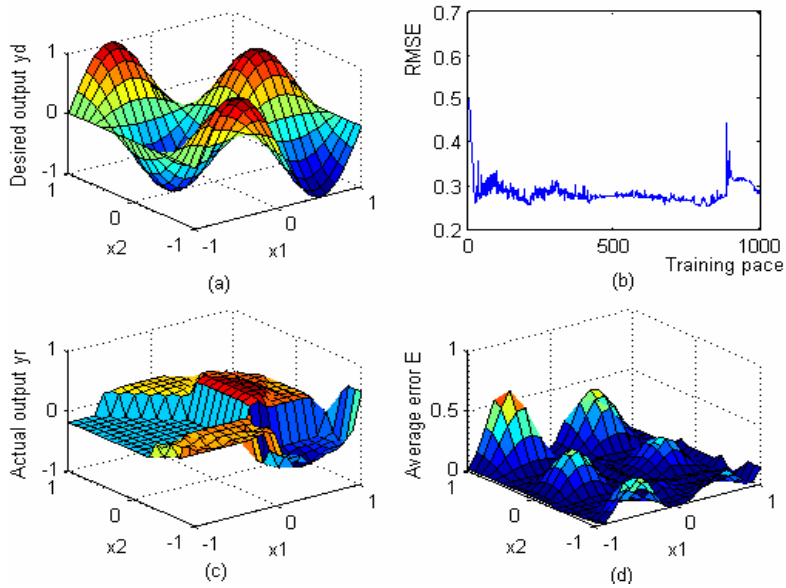 Desired output yd
1
0
-1
1
0
-1
x2
-1
0
1
x1
(a)
RMSE
0.7
0.6
0.5
0.4
0.3
0.2
0
500
1000
Training pace
(b)
Actual output yr
1
0
-1
1
0
-1
x2
-1
0
1
x1
(c)
Average error E
1
0.5
0
1
0
-1
x2
-1
0
1
x1
(d)